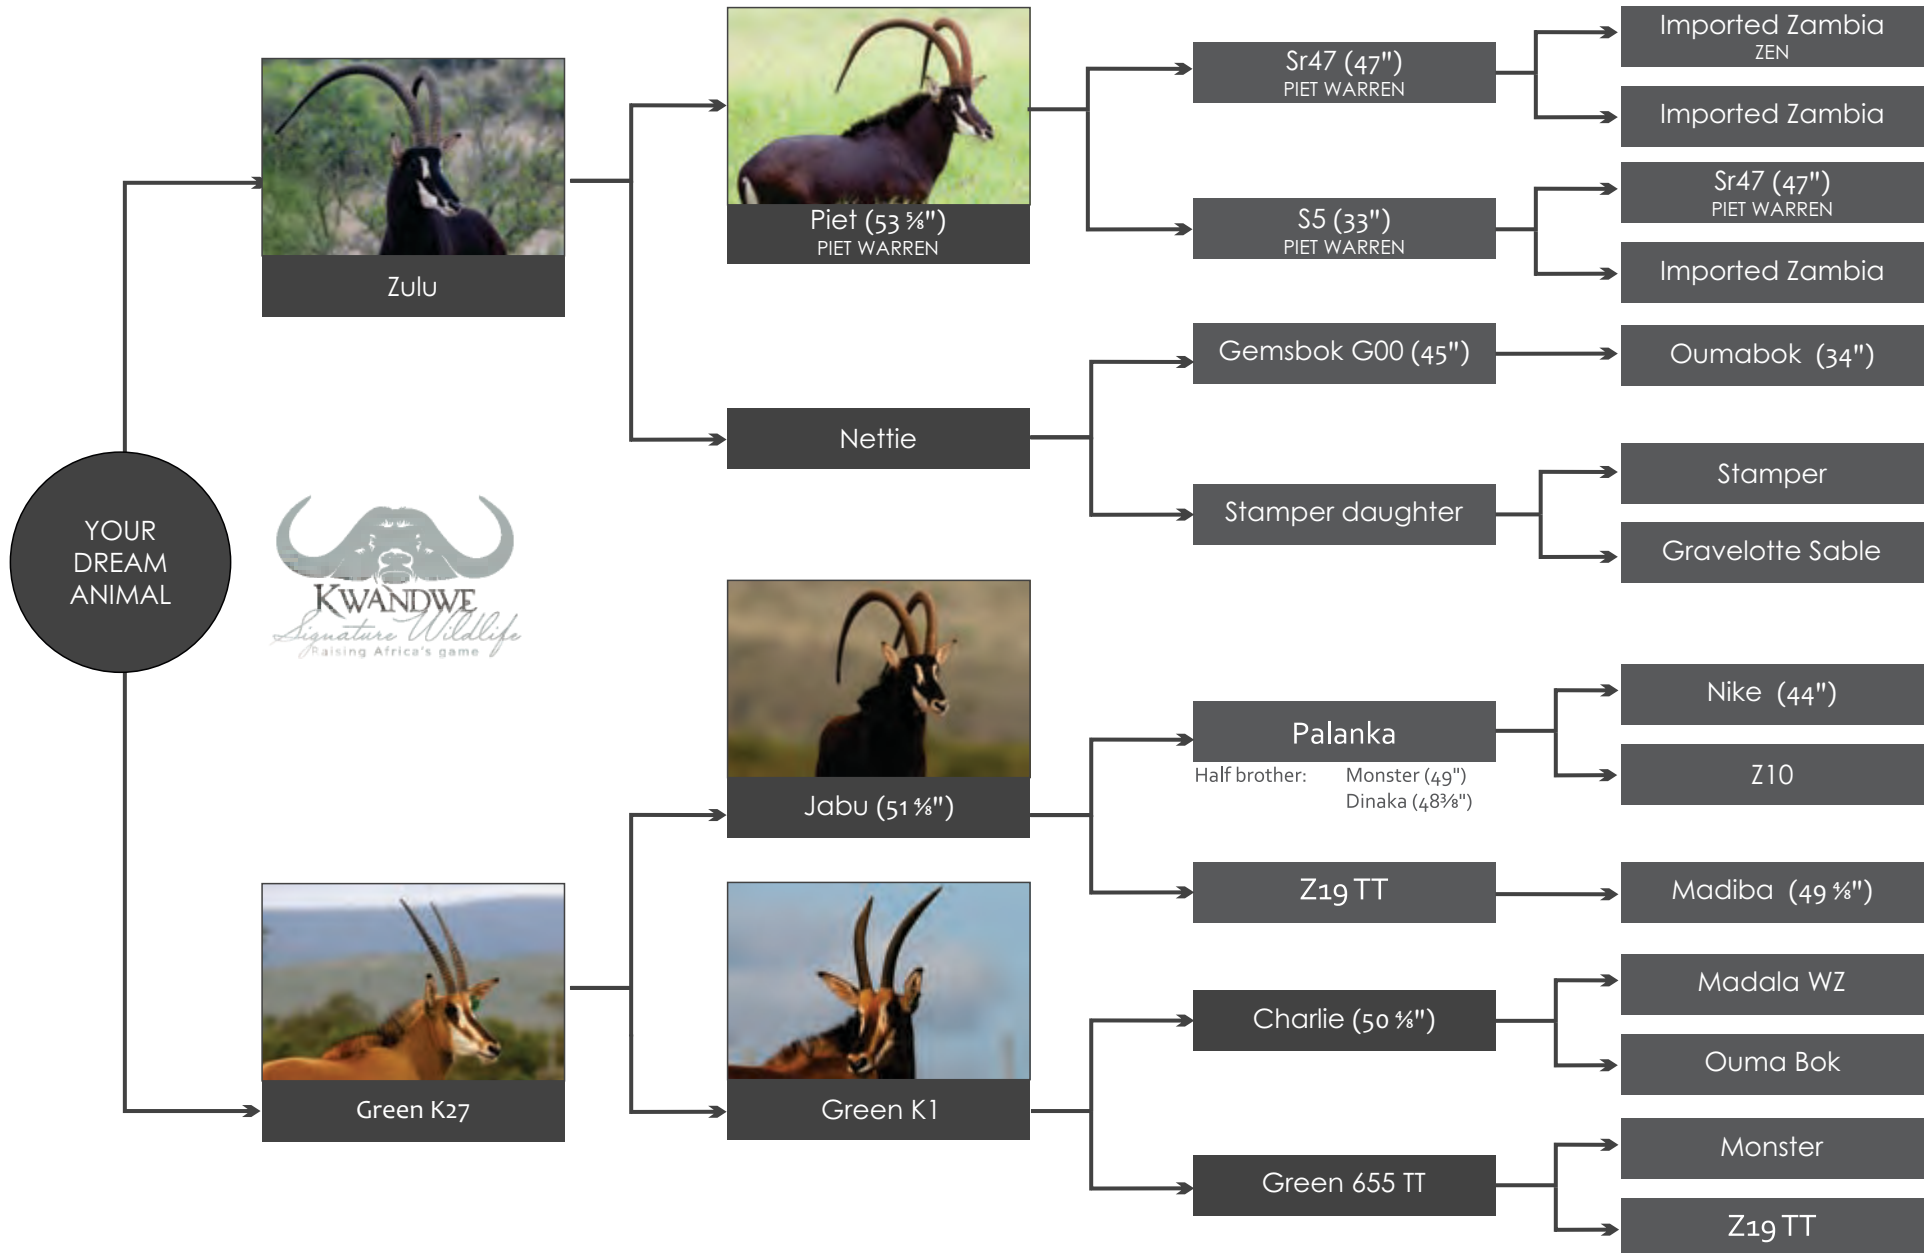 YOUR
DREAM
ANIMAL
KWANDWE
Signature Wildlife
Raising Africa's game
Zulu
Green K27
Piet (53 ⅝")
PIET WARREN
Nettie
Jabu (51 ⅘")
Green K1
Sr47 (47")
PIET WARREN
S5 (33")
PIET WARREN
Gemsbok G00 (45")
Stamper daughter
Palanka
Half brother: Monster (49")
Dinaka (48⅜")
Z19 TT
Charlie (50 ⁴⁄₈")
Green 655 TT
Imported Zambia
ZEN
Imported Zambia
Sr47 (47")
PIET WARREN
Imported Zambia
Oumabok (34")
Stamper
Gravelotte Sable
Nike (44")
Z10
Madiba (49 ⁴⁄₈")
Madala WZ
Ouma Bok
Monster
Z19 TT